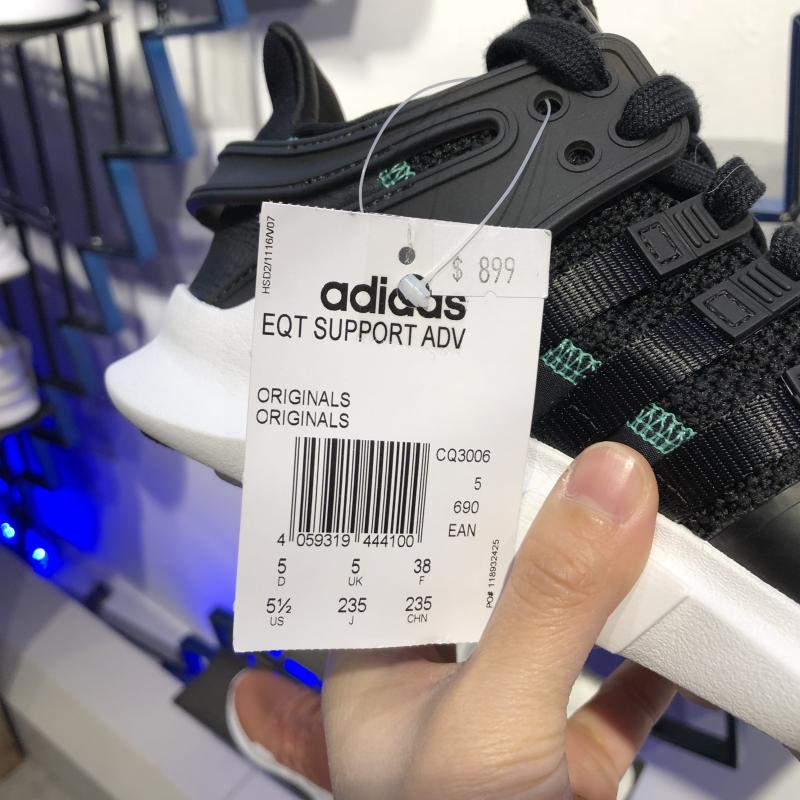 HSD2/1116/V07
$ 899
adidas
EQT SUPPORT ADV
ORIGINALS
ORIGINALS
CQ3006
5
690
EAN
4 059319 444100
5 5 38
D UK F
5½ 235 235
US J CHN
PO# 118932425